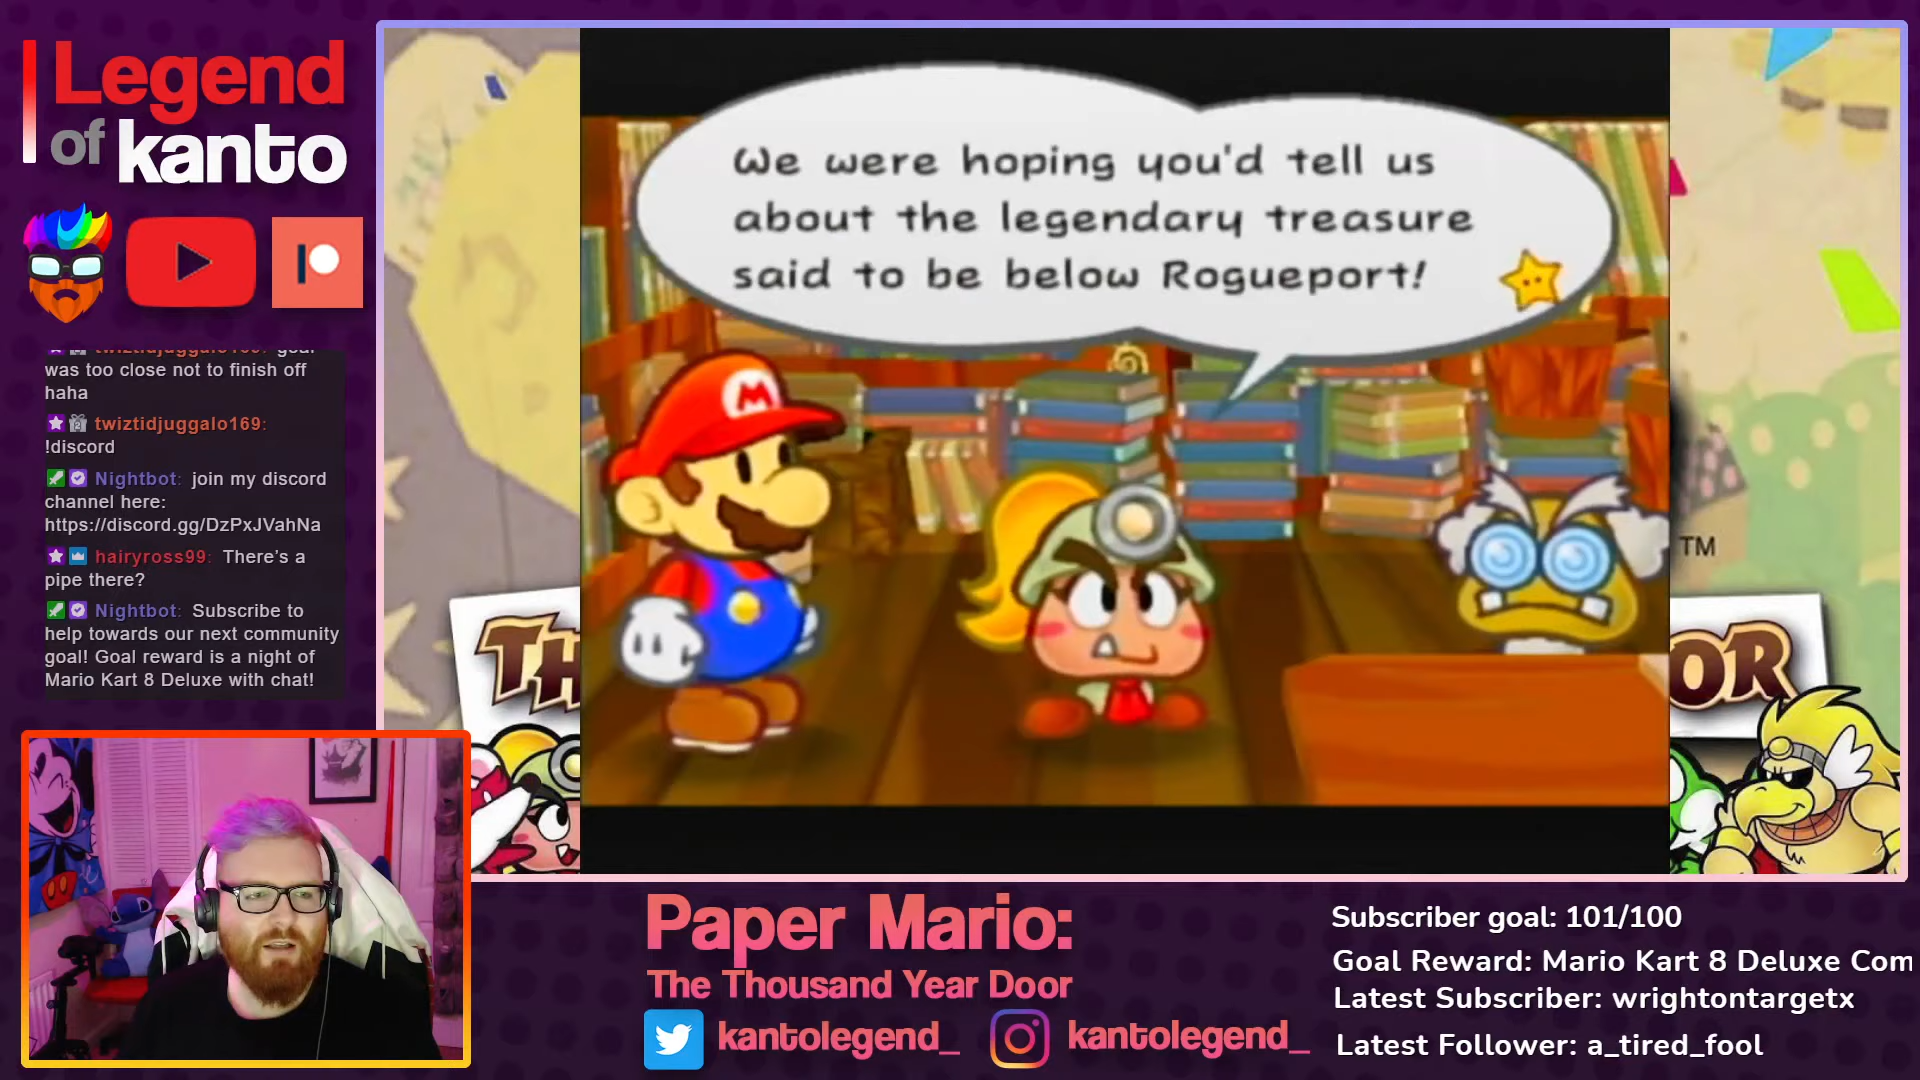 Legend
of kanto
was too close not to finish off
haha
twiztidjuggalo169:
!discord
Nightbot: join my discord
channel here:
https://discord.gg/DzPxJVahNa
hairyross99: There's a
pipe there?
Nightbot: Subscribe to
help towards our next community
goal! Goal reward is a night of
Mario Kart 8 Deluxe with chat!
We were hoping you'd tell us
about the legendary treasure
said to be below Rogueport!
M
TM
TH
OR
Paper Mario:
The Thousand Year Door
kantolegend_
kantolegend_
Subscriber goal: 101/100
Goal Reward: Mario Kart 8 Deluxe Com
Latest Subscriber: wrightontargetx
Latest Follower: a_tired_fool